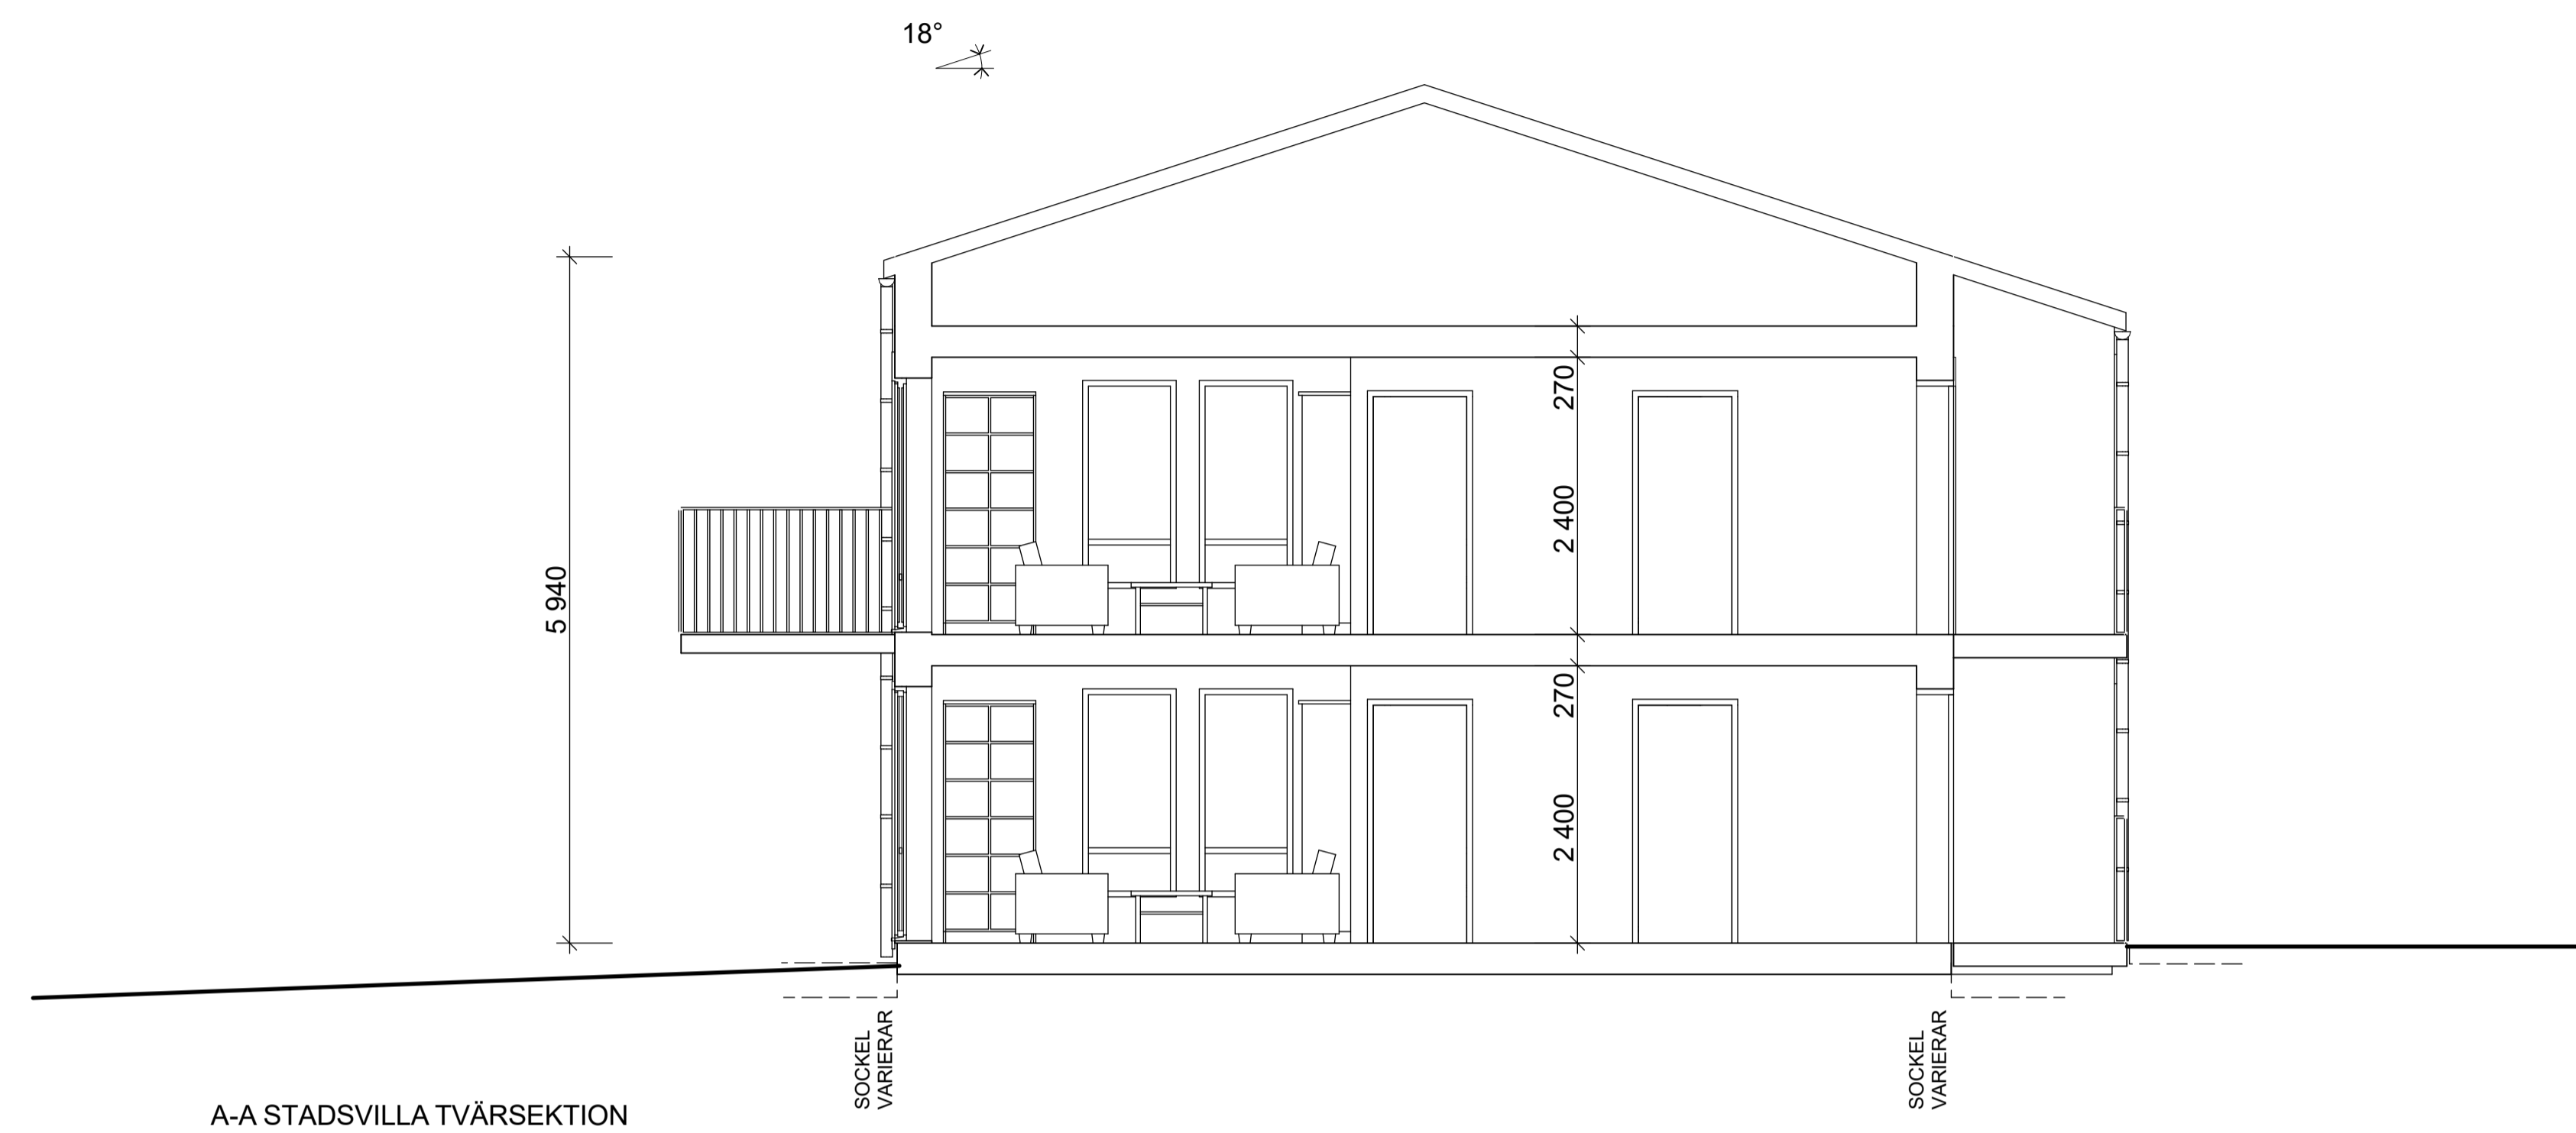 18°
270
2 400
5 940
270
2 400
SOCKEL
VARIERAR
SOCKEL
VARIERAR
A-A STADSVILLA TVÄRSEKTION